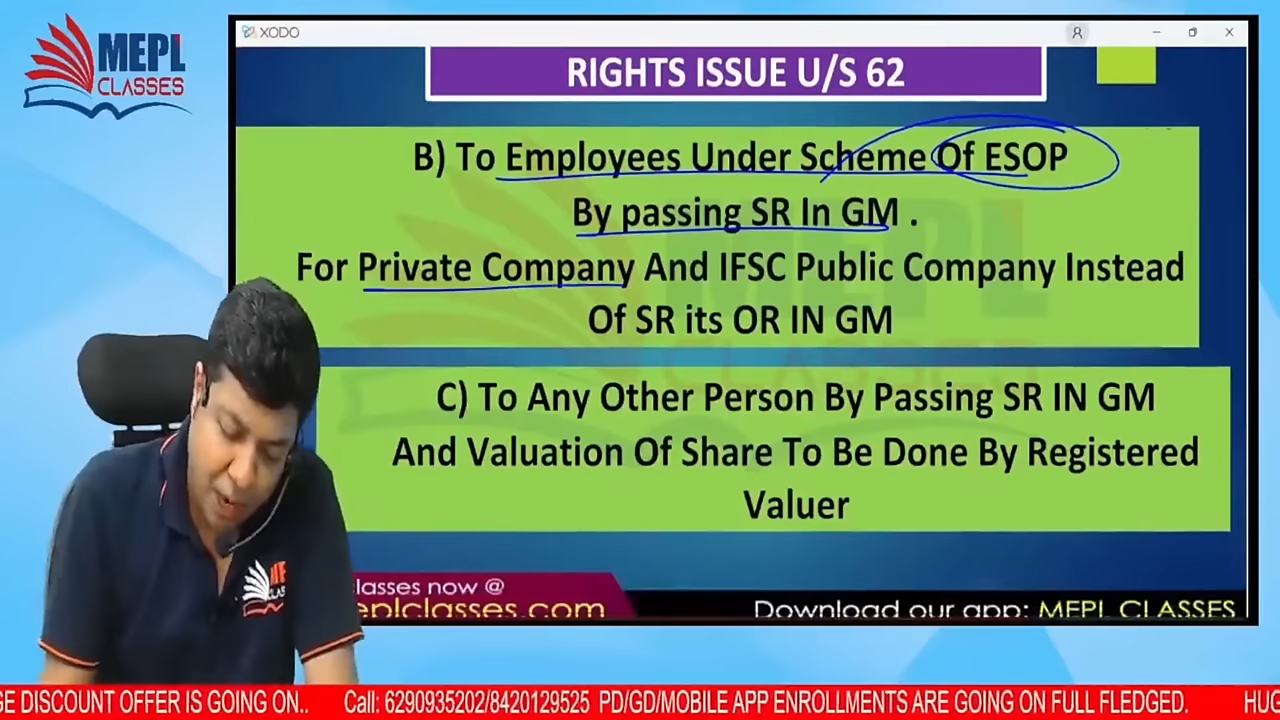 MEPL
CLASSES
XODO
RIGHTS ISSUE U/S 62
B) To Employees Under Scheme Of ESOP
By passing SR In GM .
For Private Company And IFSC Public Company Instead
Of SR its OR IN GM
C) To Any Other Person By Passing SR IN GM
And Valuation Of Share To Be Done By Registered
Valuer
MEPL
CLASSES
lasses now @
eplclasses.com
Download our app: MEPL CLASSES
GE DISCOUNT OFFER IS GOING ON.. Call: 6290935202/8420129525 PD/GD/MOBILE APP ENROLLMENTS ARE GOING ON FULL FLEDGED. HUG